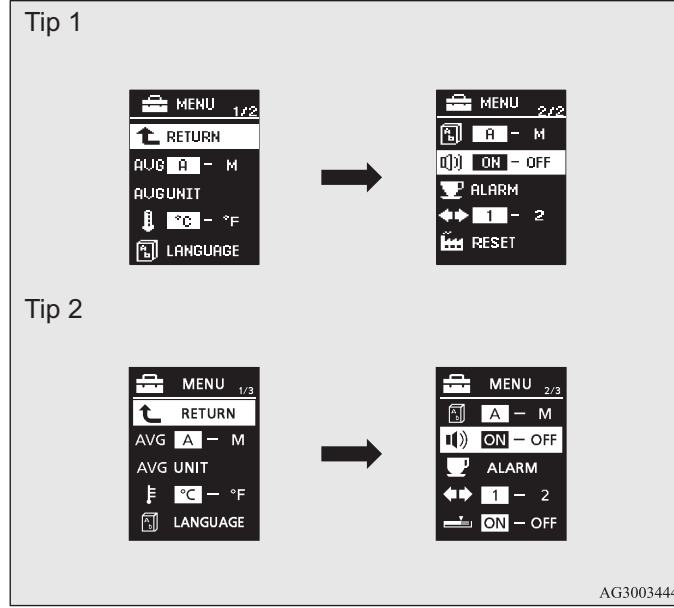 Tip 1
MENU 1/2
RETURN
AVG A - M
AVGUNIT
°C - °F
LANGUAGE
MENU 2/2
A - M
ON - OFF
ALARM
1 - 2
RESET
Tip 2
MENU 1/3
RETURN
AVG A - M
AVG UNIT
°C - °F
LANGUAGE
MENU 2/3
A - M
ON - OFF
ALARM
1 - 2
ON - OFF
AG3003444